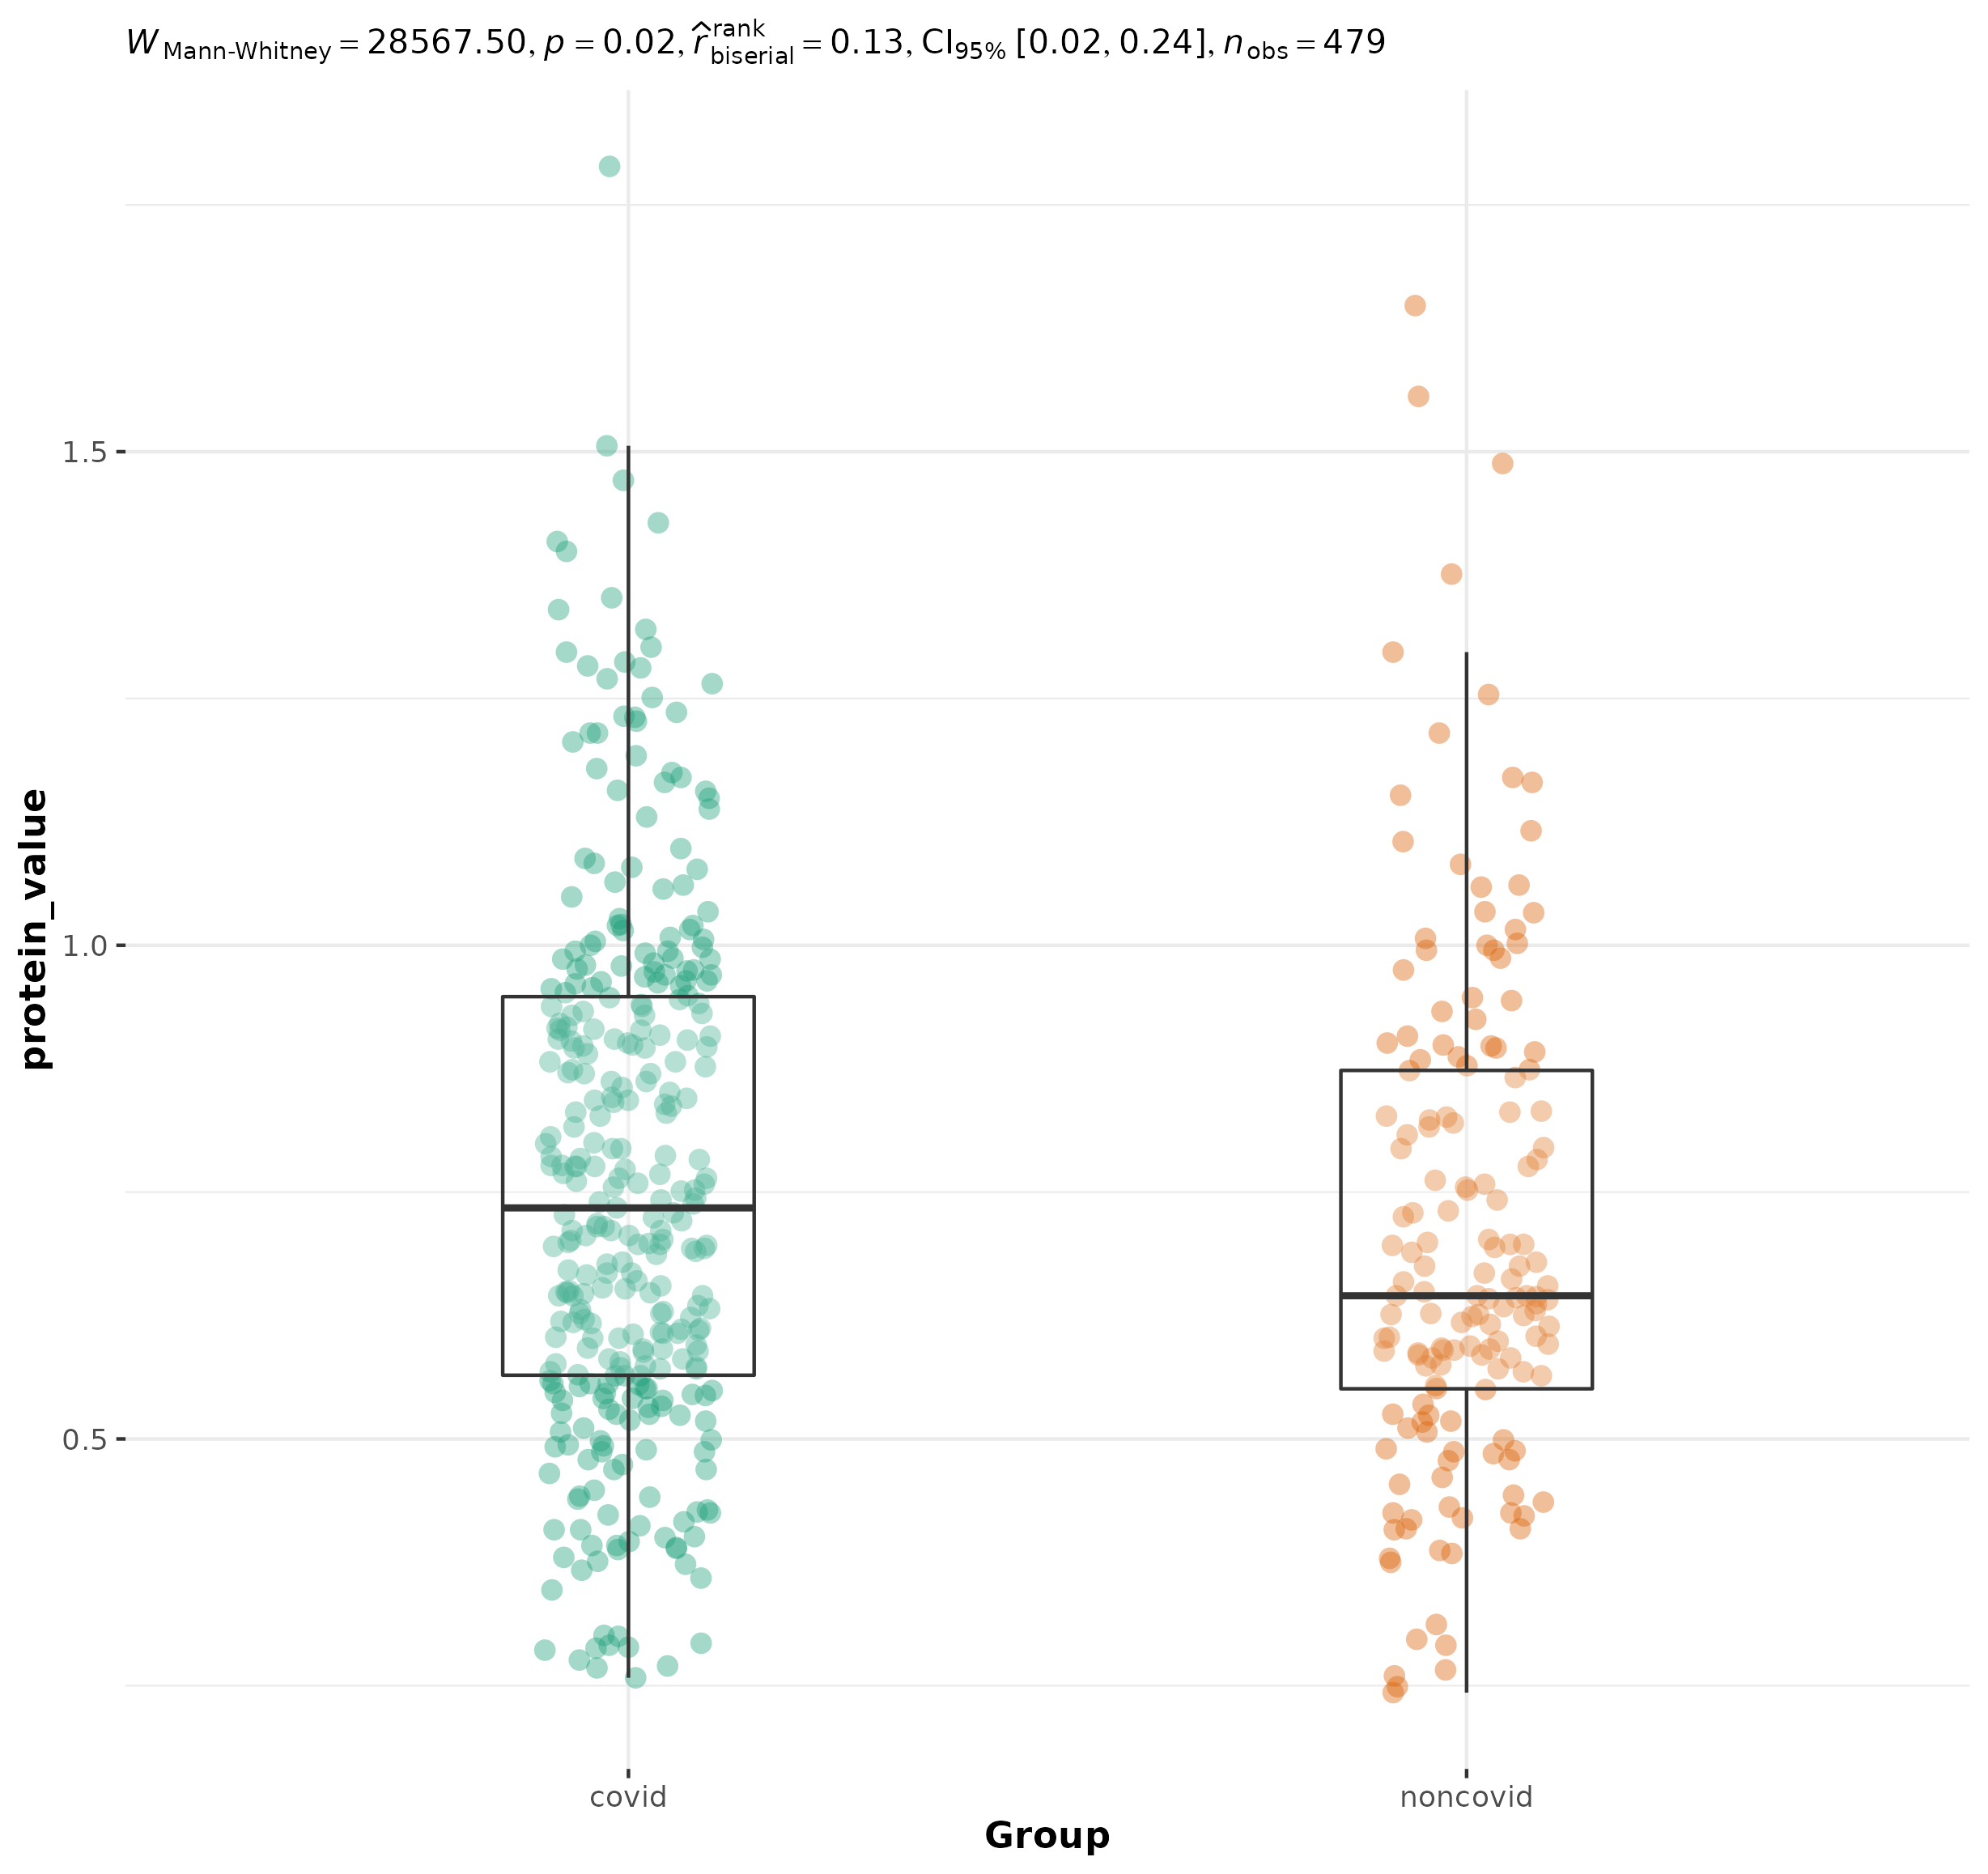 W Mann-Whitney = 28567.50, p = 0.02, r̂ rank biserial = 0.13, CI95% [0.02, 0.24], nobs = 479
protein_value
1.5
1.0
0.5
covid noncovid
Group